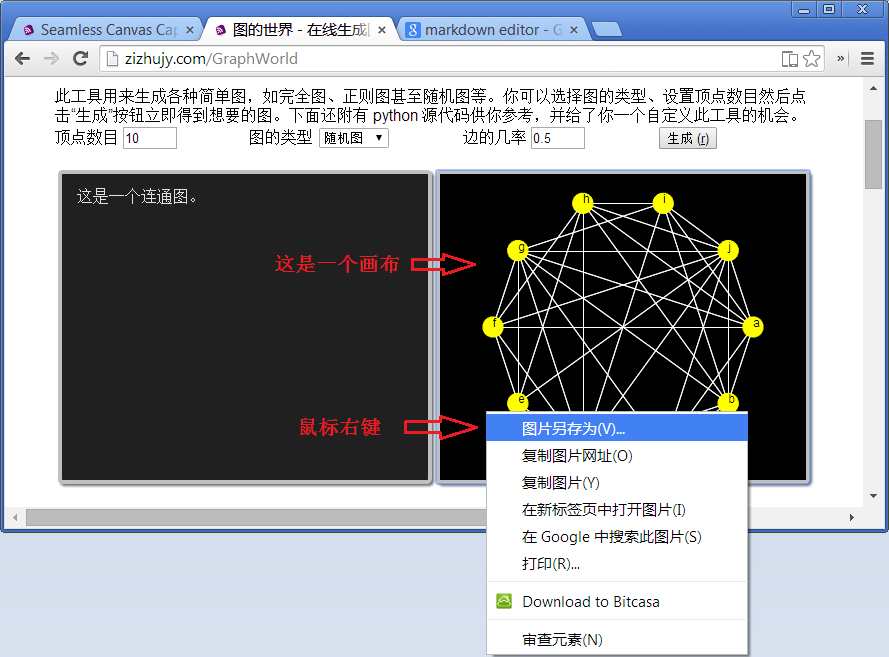 Seamless Canvas Ca
图的世界 - 在线生成
markdown editor - G
zizhujy.com/GraphWorld
此工具用来生成各种简单图，如完全图、正则图甚至随机图等。你可以选择图的类型、设置顶点数目然后点
击“生成”按钮立即得到想要的图。下面还附有 python 源代码供你参考，并给了你一个自定义此工具的机会。
顶点数目 10 图的类型 随机图 边的几率 0.5 生成 (r)
这是一个连通图。
h i
g j
这是一个画布
f a
e b
鼠标右键
图片另存为(V)...
复制图片网址(O)
复制图片(Y)
在新标签页中打开图片(I)
在 Google 中搜索此图片(S)
打印(R)...
Download to Bitcasa
审查元素(N)